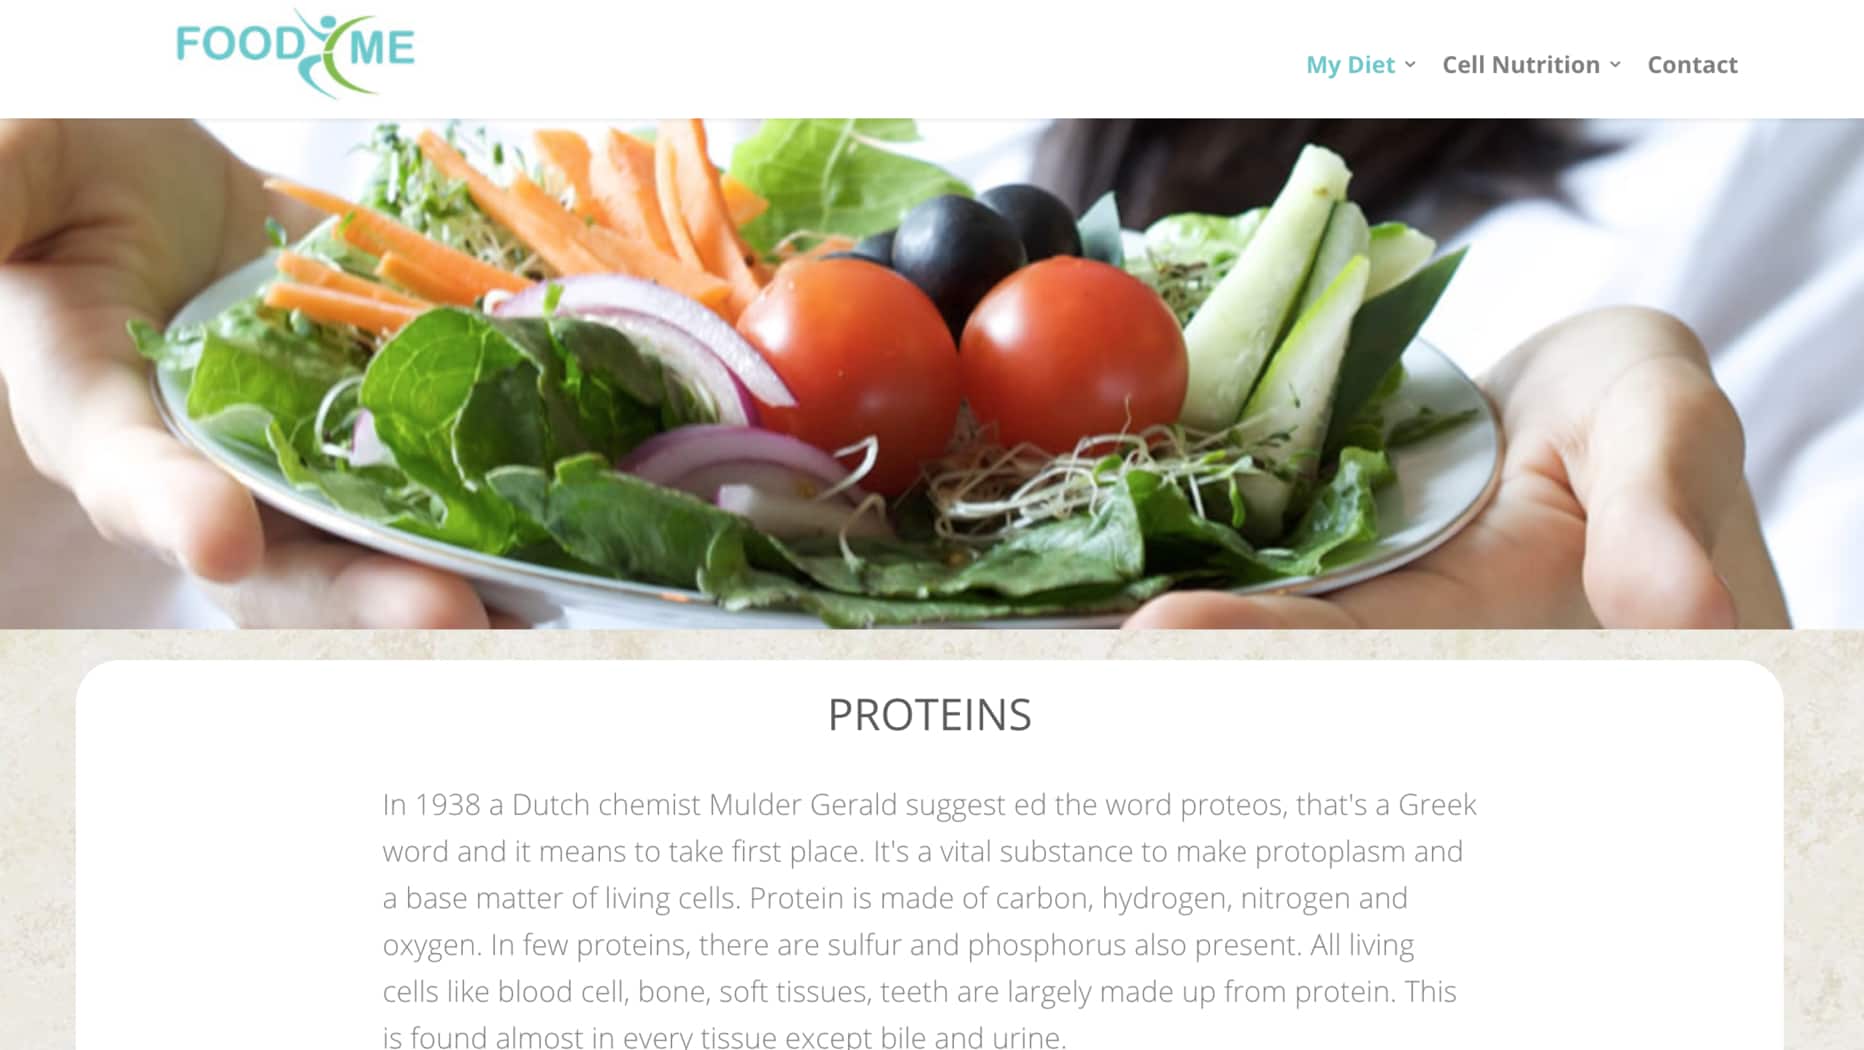 FOOD ME
My Diet Cell Nutrition Contact
PROTEINS
In 1938 a Dutch chemist Mulder Gerald suggest ed the word proteos, that's a Greek
word and it means to take first place. It's a vital substance to make protoplasm and
a base matter of living cells. Protein is made of carbon, hydrogen, nitrogen and
oxygen. In few proteins, there are sulfur and phosphorus also present. All living
cells like blood cell, bone, soft tissues, teeth are largely made up from protein. This
is found almost in every tissue except bile and urine.